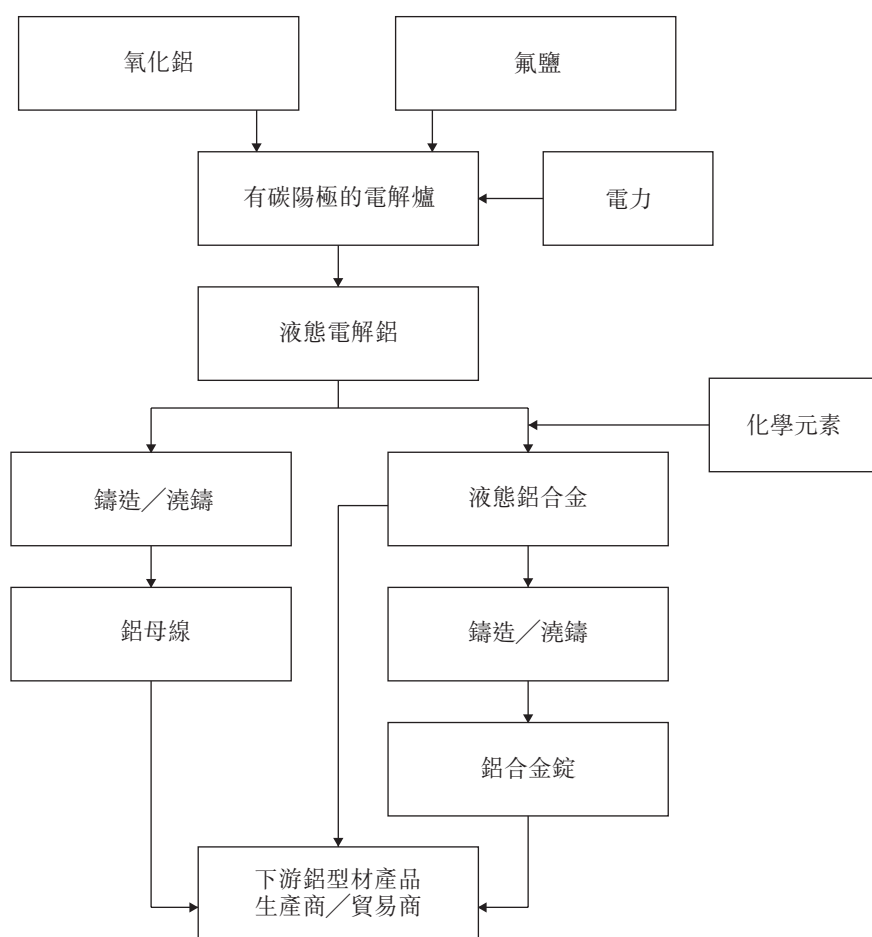 氧化鋁
氟鹽
有碳陽極的電解爐
電力
液態電解鋁
化學元素
鑄造／澆鑄
液態鋁合金
鋁母線
鑄造／澆鑄
鋁合金錠
下游鋁型材產品
生產商／貿易商